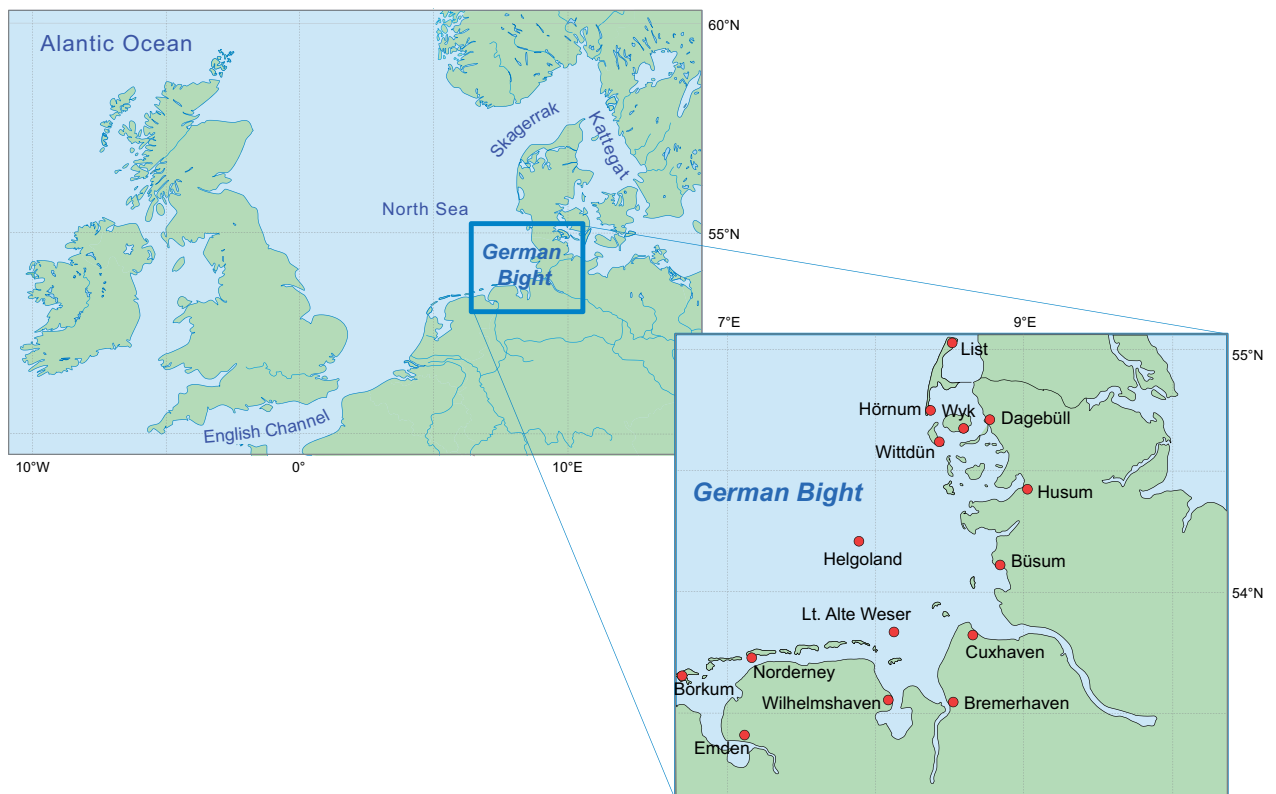 Alantic Ocean
60°N
Skagerrak
Kattegat
North Sea
55°N
German
Bight
English Channel
10°W
0°
10°E
7°E
9°E
List
55°N
Hörnum
Wyk
Dagebüll
Wittdün
German Bight
Husum
Helgoland
Büsum
54°N
Lt. Alte Weser
Cuxhaven
Norderney
Borkum
Wilhelmshaven
Bremerhaven
Emden